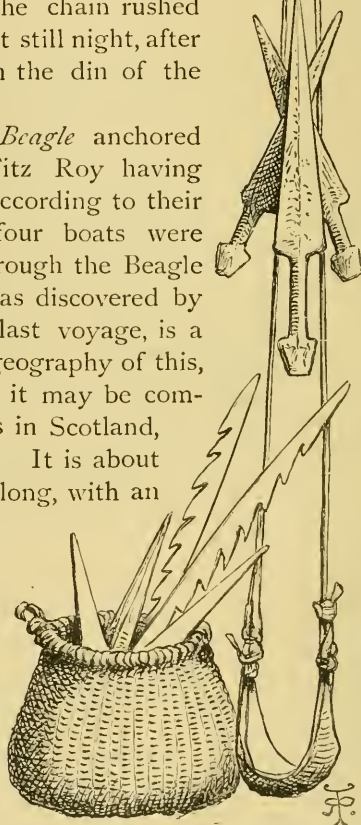 he chain rushed
t still night, after
n the din of the
Beagle anchored
itz Roy having
ccording to their
four boats were
rough the Beagle
as discovered by
last voyage, is a
geography of this,
it may be com-
s in Scotland,
It is about
long, with an